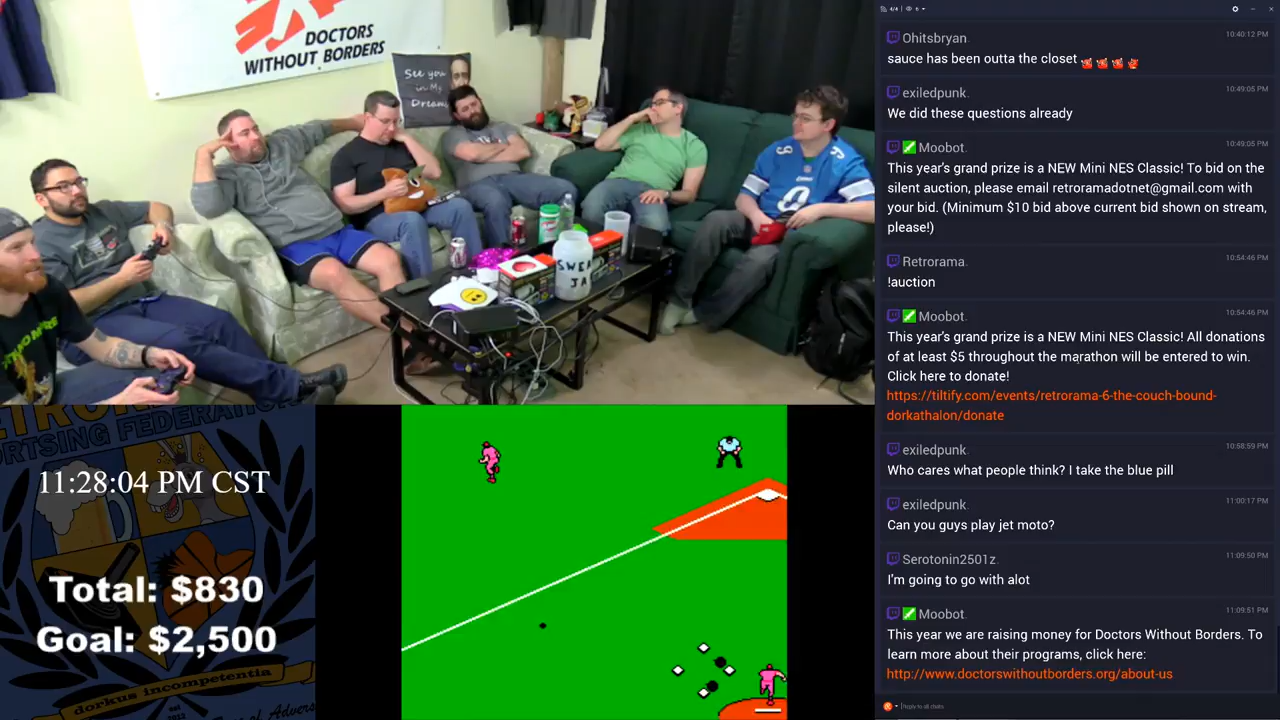 DOCTORS
WITHOUT BORDERS
See you
in My
Dreams
SWEAR
JA
SPORTSING FEDERATION
11:28:04 PM CST
Total: $830
Goal: $2,500
dorkus incompetentia
4/4
6
Ohitsbryan. 10:40:12 PM
sauce has been outta the closet
exiledpunk. 10:49:05 PM
We did these questions already
Moobot. 10:49:05 PM
This year's grand prize is a NEW Mini NES Classic! To bid on the
silent auction, please email retroramadotnet@gmail.com with
your bid. (Minimum $10 bid above current bid shown on stream,
please!)
Retrorama. 10:54:46 PM
!auction
Moobot. 10:54:46 PM
This year's grand prize is a NEW Mini NES Classic! All donations
of at least $5 throughout the marathon will be entered to win.
Click here to donate!
https://tiltify.com/events/retrorama-6-the-couch-bound-
dorkathalon/donate
exiledpunk. 10:58:59 PM
Who cares what people think? I take the blue pill
exiledpunk. 11:00:17 PM
Can you guys play jet moto?
Serotonin2501z. 11:09:50 PM
I'm going to go with alot
Moobot. 11:09:51 PM
This year we are raising money for Doctors Without Borders. To
learn more about their programs, click here:
http://www.doctorswithoutborders.org/about-us
Reply to all chats